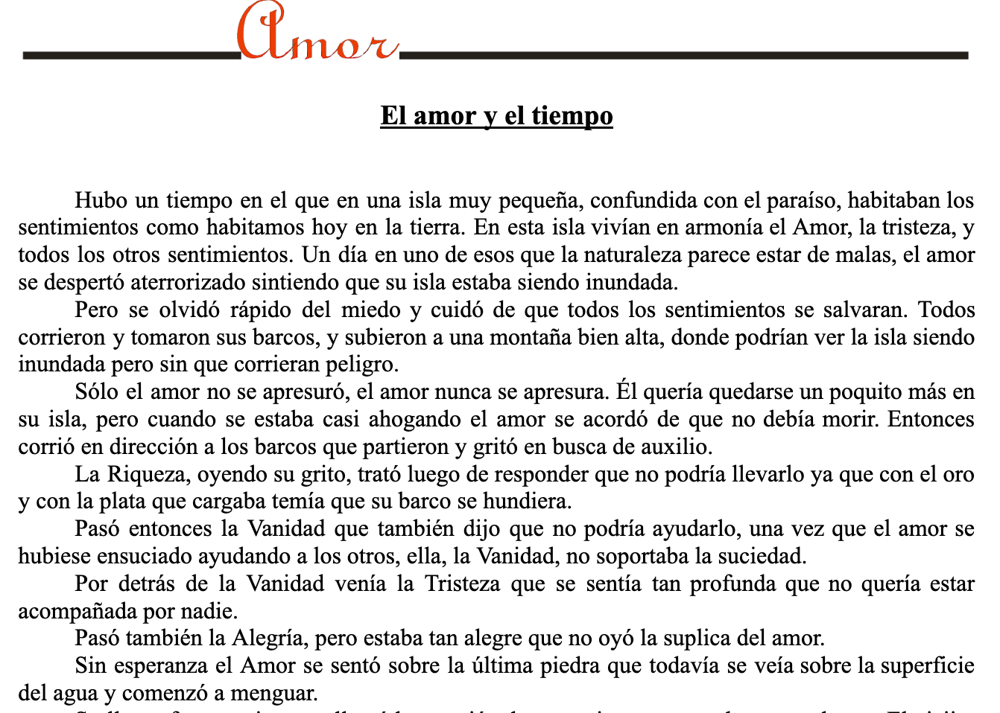 Amor
El amor y el tiempo
Hubo un tiempo en el que en una isla muy pequeña, confundida con el paraíso, habitaban los
sentimientos como habitamos hoy en la tierra. En esta isla vivían en armonía el Amor, la tristeza, y
todos los otros sentimientos. Un día en uno de esos que la naturaleza parece estar de malas, el amor
se despertó aterrorizado sintiendo que su isla estaba siendo inundada.
Pero se olvidó rápido del miedo y cuidó de que todos los sentimientos se salvaran. Todos
corrieron y tomaron sus barcos, y subieron a una montaña bien alta, donde podrían ver la isla siendo
inundada pero sin que corrieran peligro.
Sólo el amor no se apresuró, el amor nunca se apresura. Él quería quedarse un poquito más en
su isla, pero cuando se estaba casi ahogando el amor se acordó de que no debía morir. Entonces
corrió en dirección a los barcos que partieron y gritó en busca de auxilio.
La Riqueza, oyendo su grito, trató luego de responder que no podría llevarlo ya que con el oro
y con la plata que cargaba temía que su barco se hundiera.
Pasó entonces la Vanidad que también dijo que no podría ayudarlo, una vez que el amor se
hubiese ensuciado ayudando a los otros, ella, la Vanidad, no soportaba la suciedad.
Por detrás de la Vanidad venía la Tristeza que se sentía tan profunda que no quería estar
acompañada por nadie.
Pasó también la Alegría, pero estaba tan alegre que no oyó la suplica del amor.
Sin esperanza el Amor se sentó sobre la última piedra que todavía se veía sobre la superficie
del agua y comenzó a menguar.